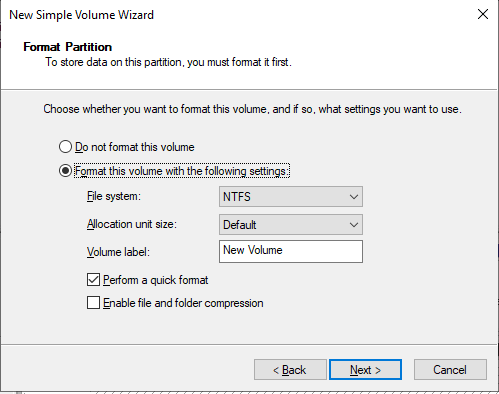 New Simple Volume Wizard
Format Partition
To store data on this partition, you must format it first.
Choose whether you want to format this volume, and if so, what settings you want to use.
Do not format this volume
Format this volume with the following settings:
File system: NTFS
Allocation unit size: Default
Volume label: New Volume
Perform a quick format
Enable file and folder compression
< Back Next > Cancel